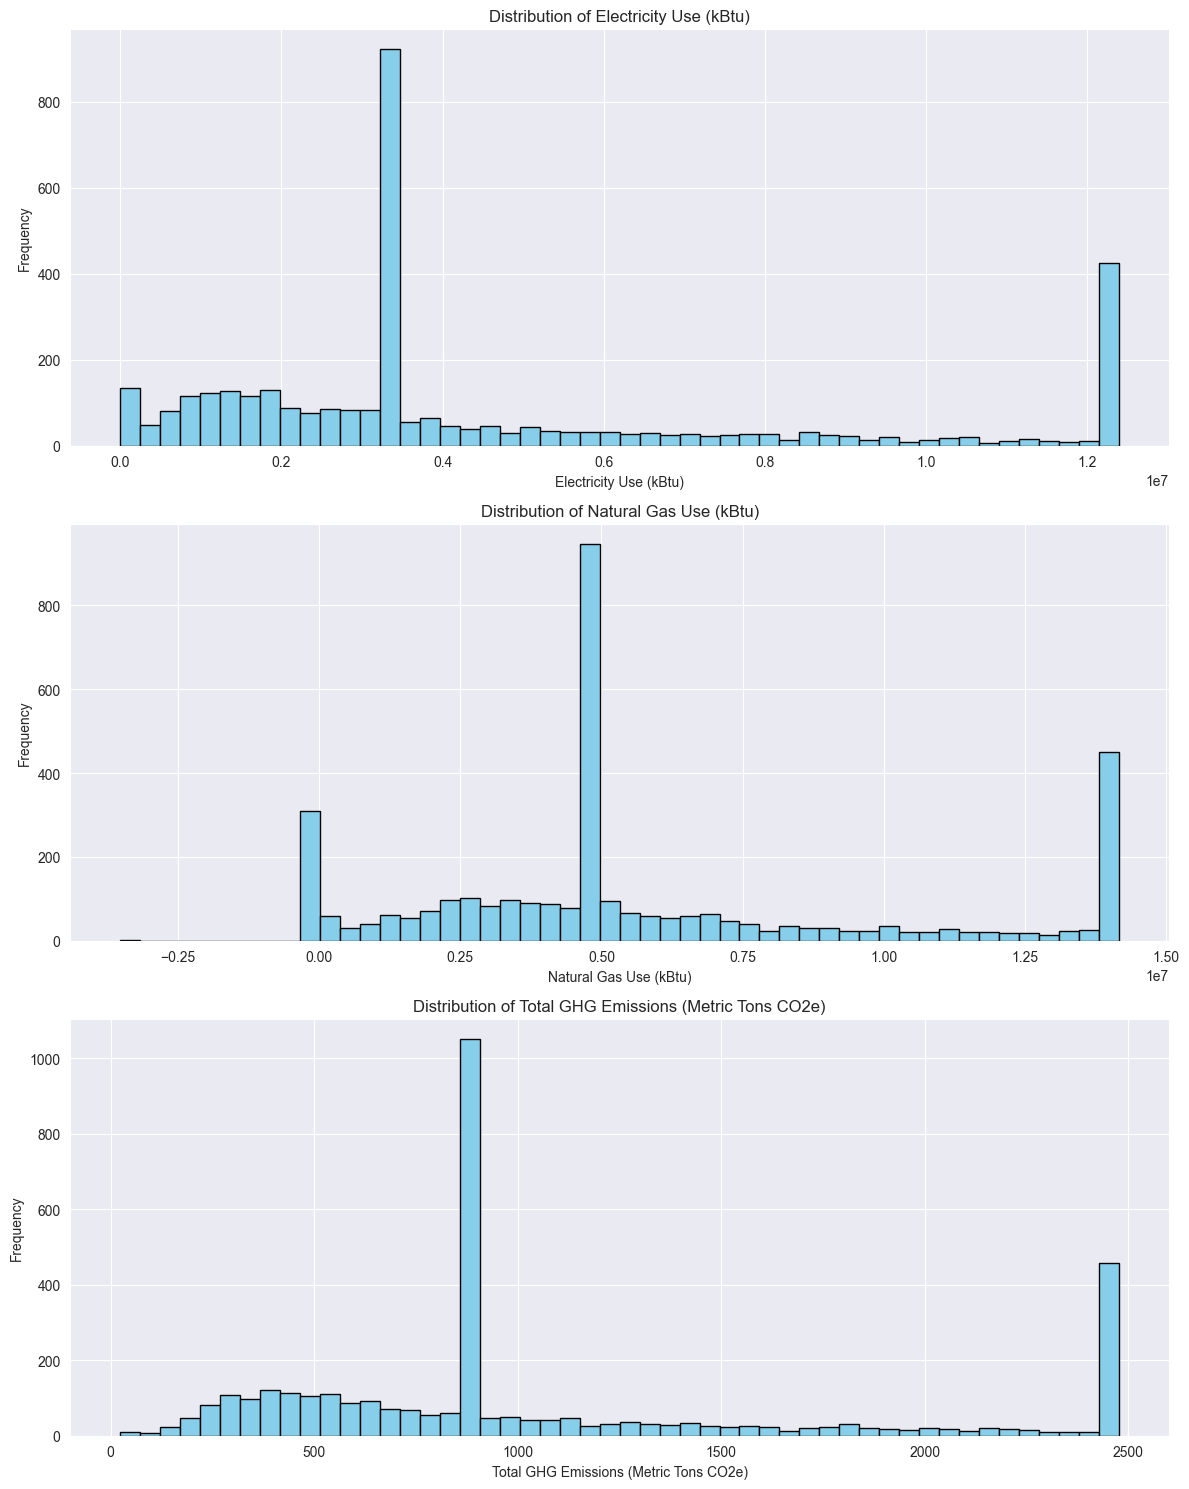 Distribution of Electricity Use (kBtu)
Frequency
800
600
400
200
0
0.0 0.2 0.4 0.6 0.8 1.0 1.2
1e7
Electricity Use (kBtu)
Distribution of Natural Gas Use (kBtu)
Frequency
800
600
400
200
0
−0.25 0.00 0.25 0.50 0.75 1.00 1.25 1.50
1e7
Natural Gas Use (kBtu)
Distribution of Total GHG Emissions (Metric Tons CO2e)
Frequency
1000
800
600
400
200
0
0 500 1000 1500 2000 2500
Total GHG Emissions (Metric Tons CO2e)